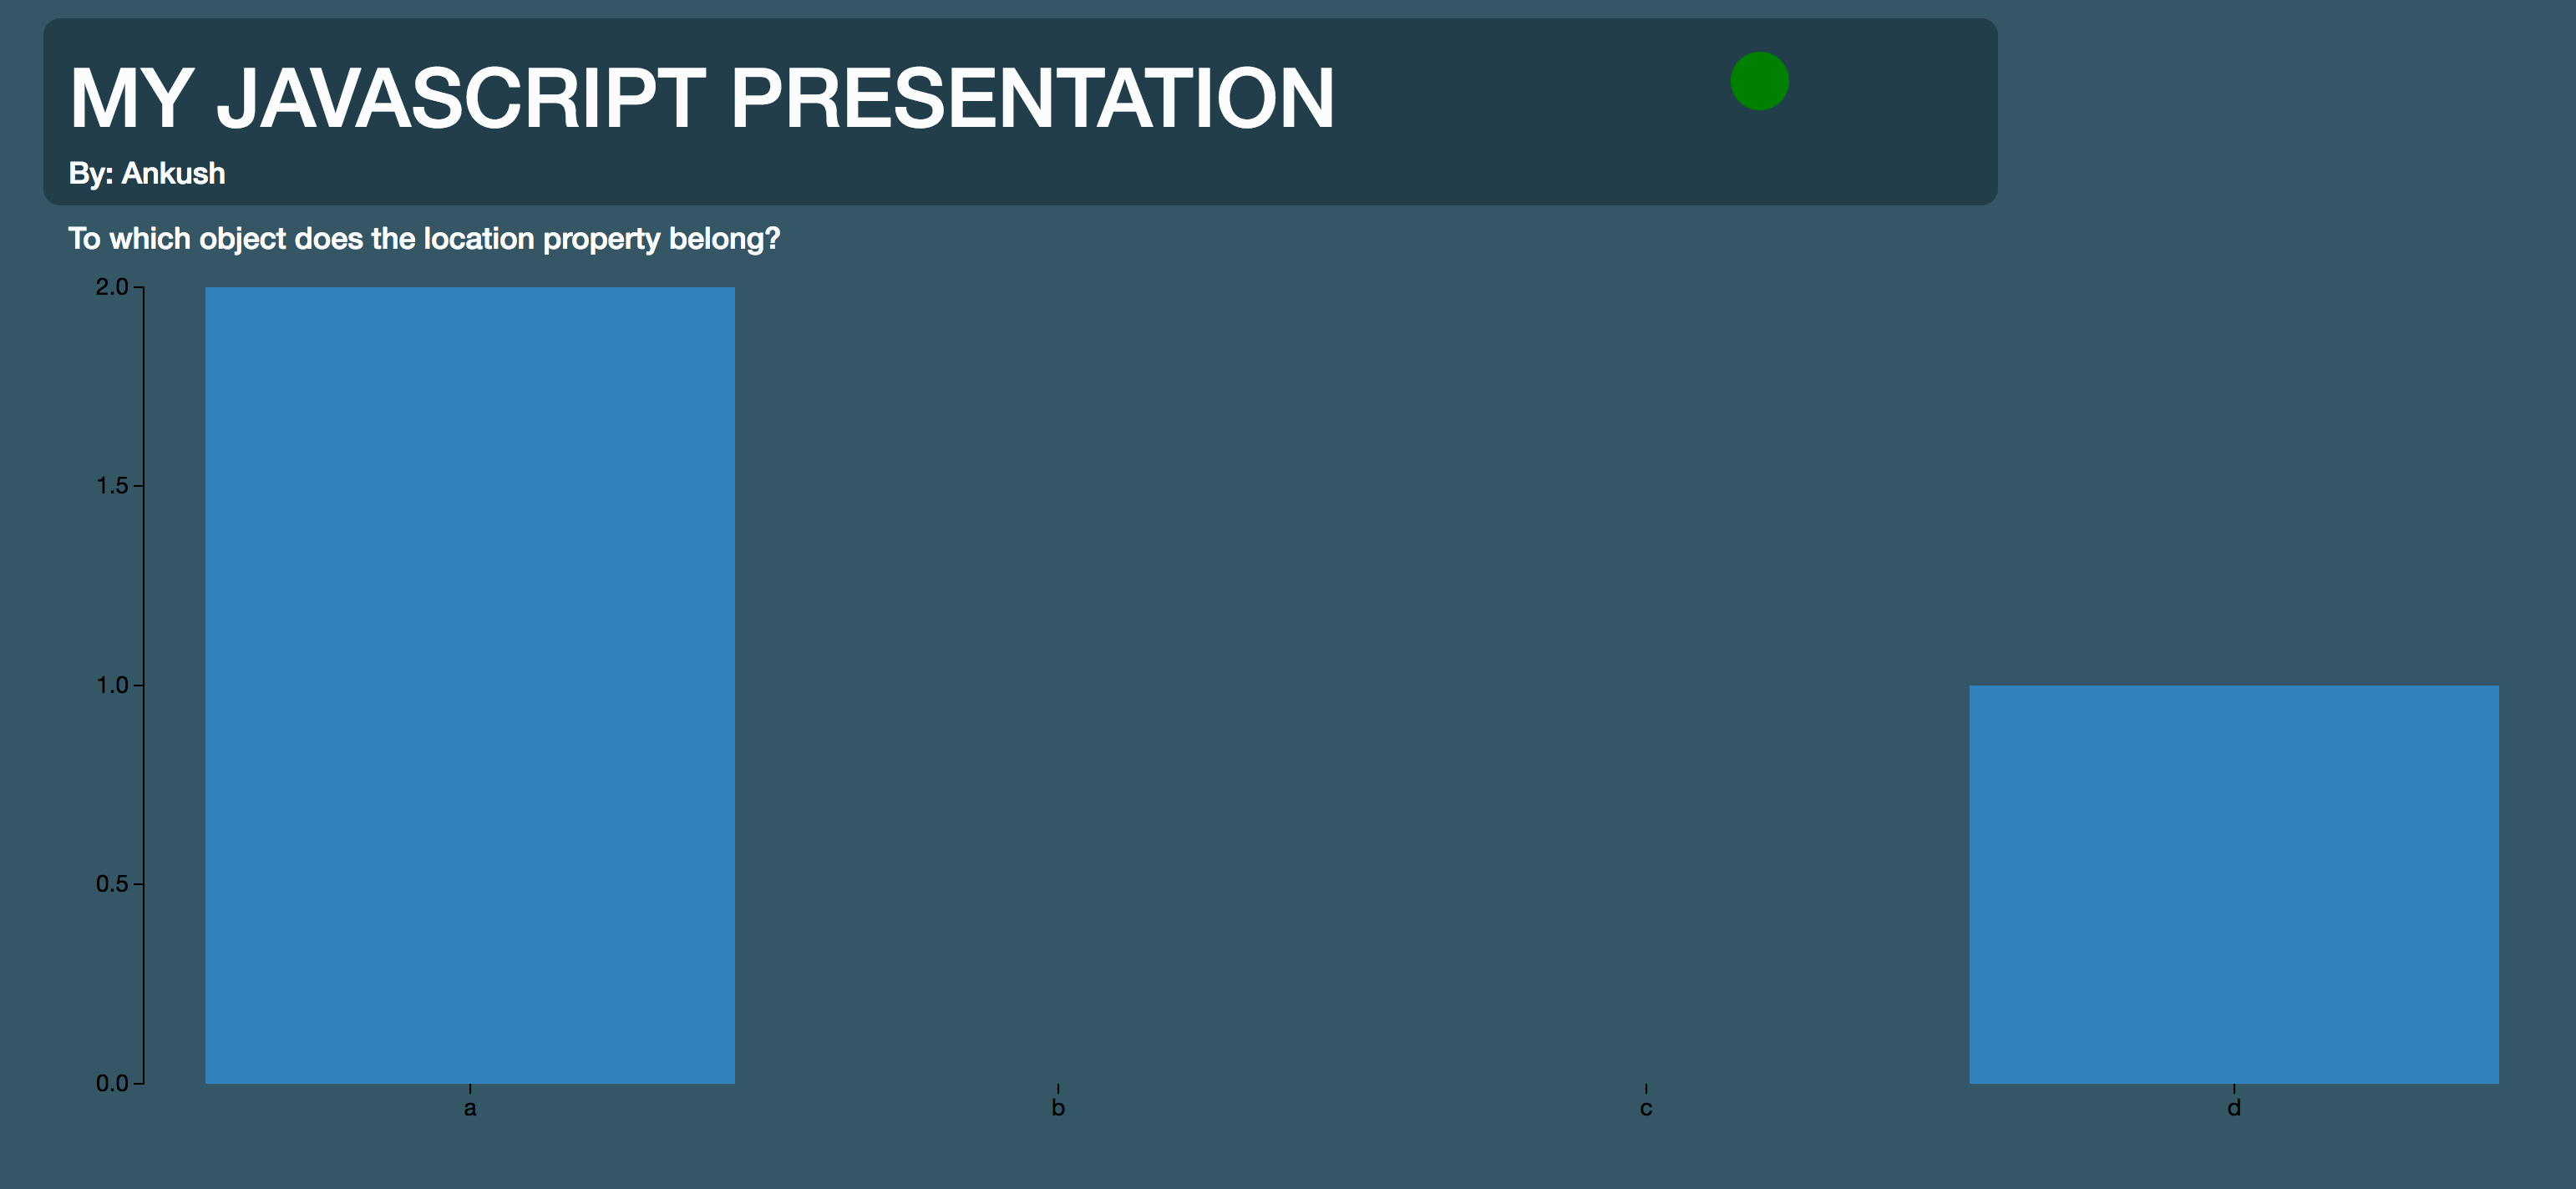 MY JAVASCRIPT PRESENTATION
By: Ankush
To which object does the location property belong?
2.0
1.5
1.0
0.5
0.0
a b c d